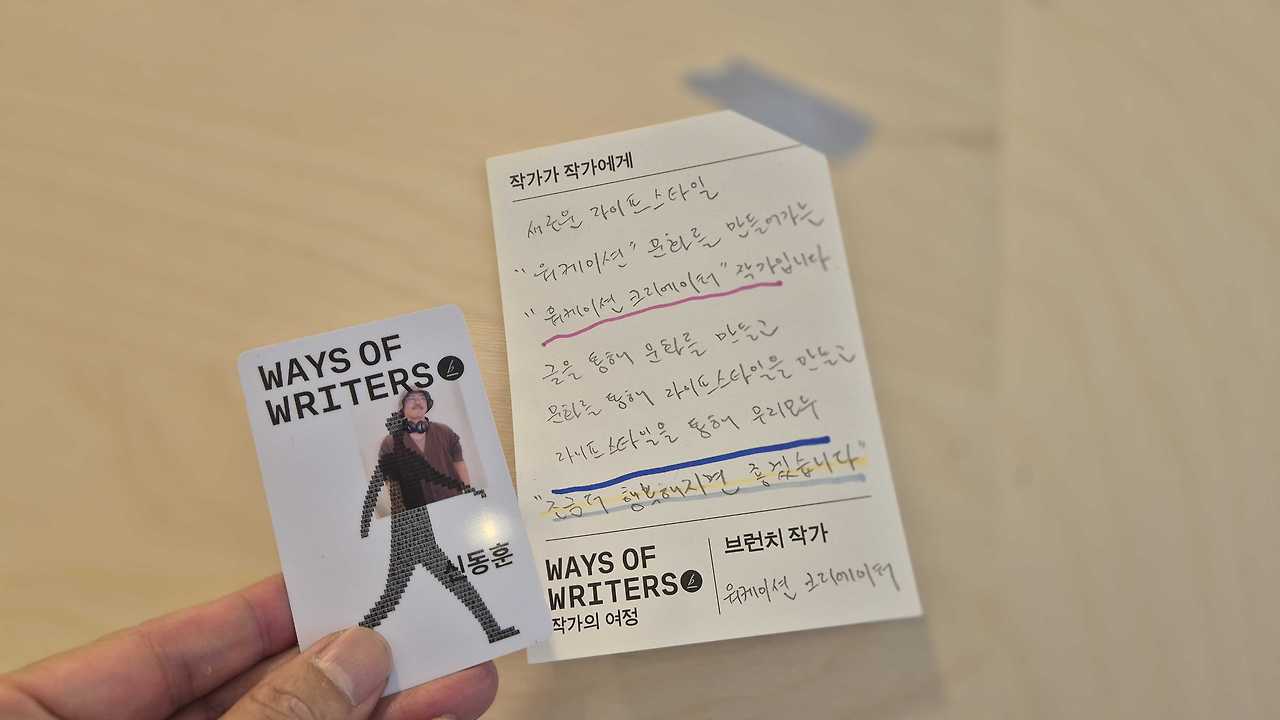 WAYS OF
WRITERS
신동훈
작가가 작가에게
새로운 라이프스타일
"워케이션" 문화를 만들어가는
"워케이션 크리에이터" 작가입니다
글을 통해 문화를 만들고
문화를 통해 라이프스타일을 만들고
라이프스타일을 통해 우리모두
"조금더 행복해지면 좋겠습니다"
WAYS OF
WRITERS
작가의 여정
브런치 작가
워케이션 크리에이터